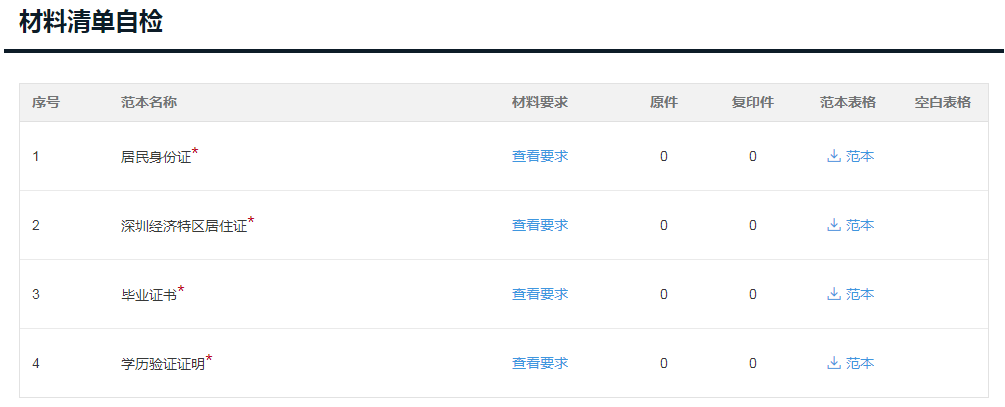 材料清单自检
序号 范本名称 材料要求 原件 复印件 范本表格 空白表格
1 居民身份证* 查看要求 0 0 范本
2 深圳经济特区居住证* 查看要求 0 0 范本
3 毕业证书* 查看要求 0 0 范本
4 学历验证证明* 查看要求 0 0 范本